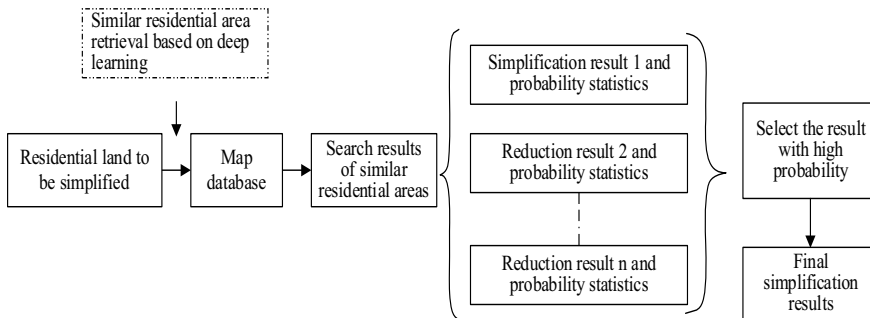 Similar residential area
retrieval based on deep
learning
Residential land to
be simplified
Map
database
Search results
of similar
residential areas
Simplification result 1 and
probability statistics
Reduction result 2 and
probability statistics
Reduction result n and
probability statistics
Select the result
with high
probability
Final
simplification
results